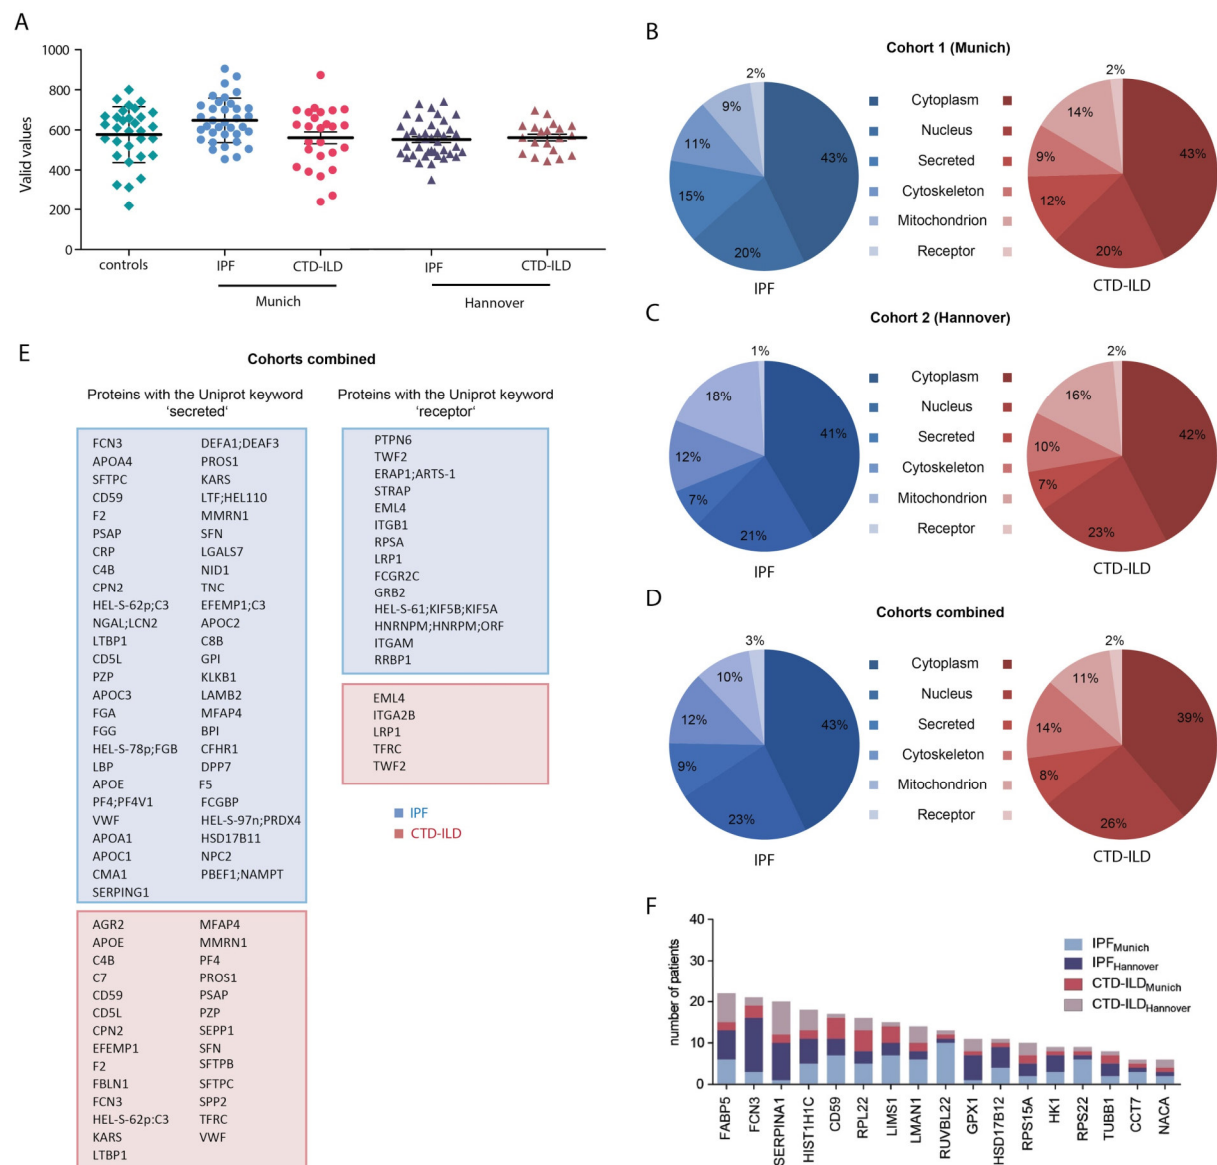 A
1000
800
600
400
200
0
Valid values
controls
IPF
CTD-ILD
IPF
CTD-ILD
Munich
Hannover
B
Cohort 1 (Munich)
2%
9%
11%
15%
20%
43%
IPF
Cytoplasm
Nucleus
Secreted
Cytoskeleton
Mitochondrion
Receptor
2%
14%
9%
12%
20%
43%
CTD-ILD
C
Cohort 2 (Hannover)
1%
18%
12%
7%
21%
41%
IPF
Cytoplasm
Nucleus
Secreted
Cytoskeleton
Mitochondrion
Receptor
2%
16%
10%
7%
23%
42%
CTD-ILD
D
Cohorts combined
3%
10%
12%
9%
23%
43%
IPF
Cytoplasm
Nucleus
Secreted
Cytoskeleton
Mitochondrion
Receptor
2%
11%
14%
8%
26%
39%
CTD-ILD
E
Cohorts combined
Proteins with the Uniprot keyword
'secreted'
FCN3 DEFA1;DEAF3
APOA4 PROS1
SFTPC KARS
CD59 LTF;HEL110
F2 MMRN1
PSAP SFN
CRP LGALS7
C4B NID1
CPN2 TNC
HEL-S-62p;C3 EFEMP1;C3
NGAL;LCN2 APOC2
LTBP1 C8B
CD5L GPI
PZP KLKB1
APOC3 LAMB2
FGA MFAP4
FGG BPI
HEL-S-78p;FGB CFHR1
LBP DPP7
APOE F5
PF4;PF4V1 FCGBP
VWF HEL-S-97n;PRDX4
APOA1 HSD17B11
APOC1 NPC2
CMA1 PBEF1;NAMPT
SERPING1
AGR2 MFAP4
APOE MMRN1
C4B PF4
C7 PROS1
CD59 PSAP
CD5L PZP
CPN2 SEPP1
EFEMP1 SFN
F2 SFTPB
FBLN1 SFTPC
FCN3 SPP2
HEL-S-62p:C3 TFRC
KARS VWF
LTBP1
Proteins with the Uniprot keyword
'receptor'
PTPN6
TWF2
ERAP1;ARTS-1
STRAP
EML4
ITGB1
RPSA
LRP1
FCGR2C
GRB2
HEL-S-61;KIF5B;KIF5A
HNRNPM;HNRPM;ORF
ITGAM
RRBP1
EML4
ITGA2B
LRP1
TFRC
TWF2
IPF
CTD-ILD
F
40
30
20
10
0
number of patients
IPF Munich
IPF Hannover
CTD-ILD Munich
CTD-ILD Hannover
FABP5
FCN3
SERPINA1
HIST1H1C
CD59
RPL22
LIMS1
LMAN1
RUVBL22
GPX1
HSD17B12
RPS15A
HK1
RPS22
TUBB1
CCT7
NACA